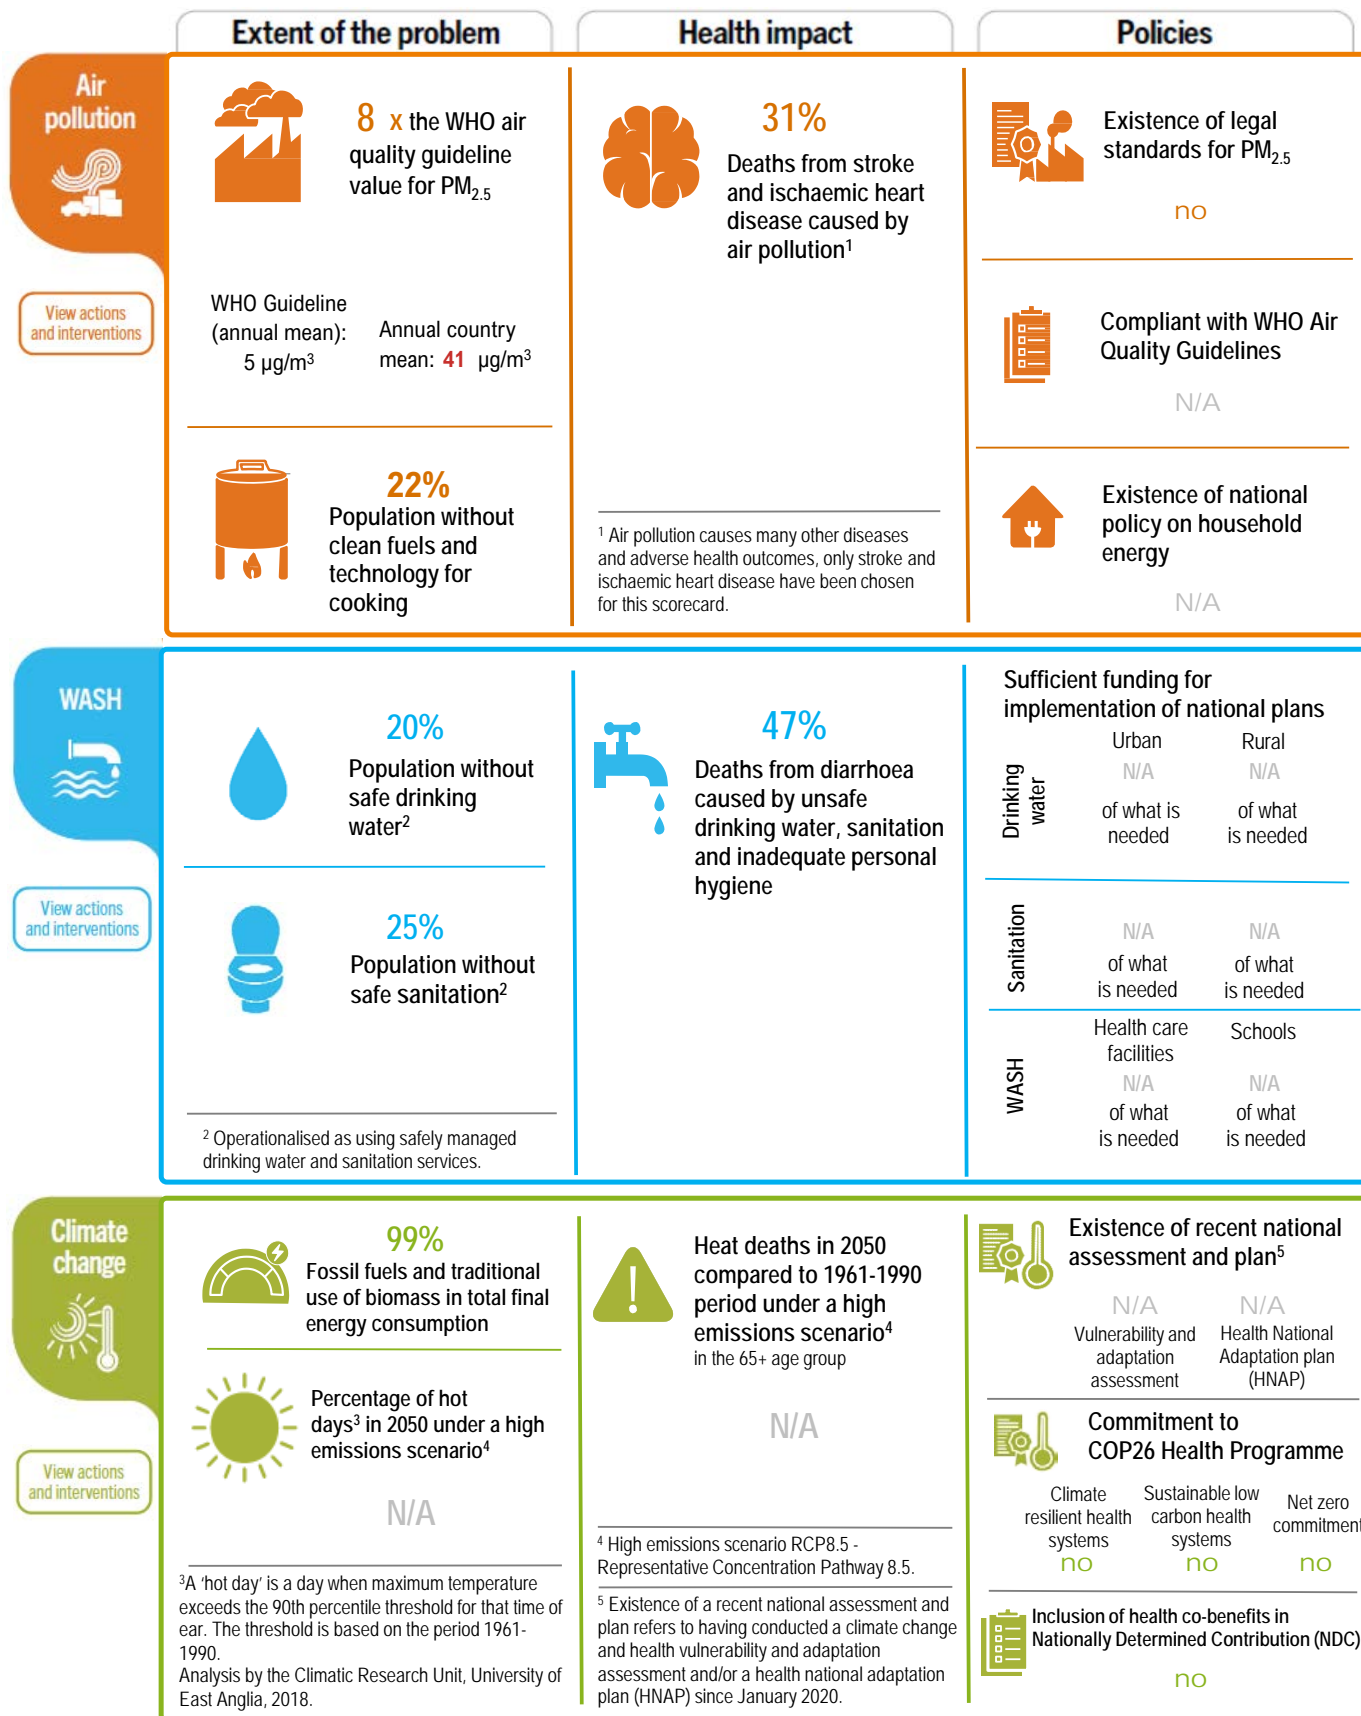 Extent of the problem
Health impact
Policies
Air
pollution
View actions
and interventions
8 x the WHO air
quality guideline
value for PM2.5
WHO Guideline
(annual mean):
5 µg/m³
Annual country
mean: 41 µg/m³
22%
Population without
clean fuels and
technology for
cooking
31%
Deaths from stroke
and ischaemic heart
disease caused by
air pollution¹
¹ Air pollution causes many other diseases
and adverse health outcomes, only stroke and
ischaemic heart disease have been chosen
for this scorecard.
Existence of legal
standards for PM2.5
no
Compliant with WHO Air
Quality Guidelines
N/A
Existence of national
policy on household
energy
N/A
WASH
View actions
and interventions
20%
Population without
safe drinking
water²
25%
Population without
safe sanitation²
² Operationalised as using safely managed
drinking water and sanitation services.
47%
Deaths from diarrhoea
caused by unsafe
drinking water, sanitation
and inadequate personal
hygiene
Sufficient funding for
implementation of national plans
Drinking
water
Urban
N/A
of what is
needed
Rural
N/A
of what
is needed
Sanitation
N/A
of what
is needed
N/A
of what
is needed
WASH
Health care
facilities
N/A
of what
is needed
Schools
N/A
of what
is needed
Climate
change
View actions
and interventions
99%
Fossil fuels and traditional
use of biomass in total final
energy consumption
Percentage of hot
days³ in 2050 under a high
emissions scenario⁴
N/A
³A 'hot day' is a day when maximum temperature
exceeds the 90th percentile threshold for that time of
ear. The threshold is based on the period 1961-
1990.
Analysis by the Climatic Research Unit, University of
East Anglia, 2018.
Heat deaths in 2050
compared to 1961-1990
period under a high
emissions scenario⁴
in the 65+ age group
N/A
⁴ High emissions scenario RCP8.5 -
Representative Concentration Pathway 8.5.
⁵ Existence of a recent national assessment and
plan refers to having conducted a climate change
and health vulnerability and adaptation
assessment and/or a health national adaptation
plan (HNAP) since January 2020.
Existence of recent national
assessment and plan⁵
N/A
Vulnerability and
adaptation
assessment
N/A
Health National
Adaptation plan
(HNAP)
Commitment to
COP26 Health Programme
Climate
resilient health
systems
no
Sustainable low
carbon health
systems
no
Net zero
commitment
no
Inclusion of health co-benefits in
Nationally Determined Contribution (NDC)
no